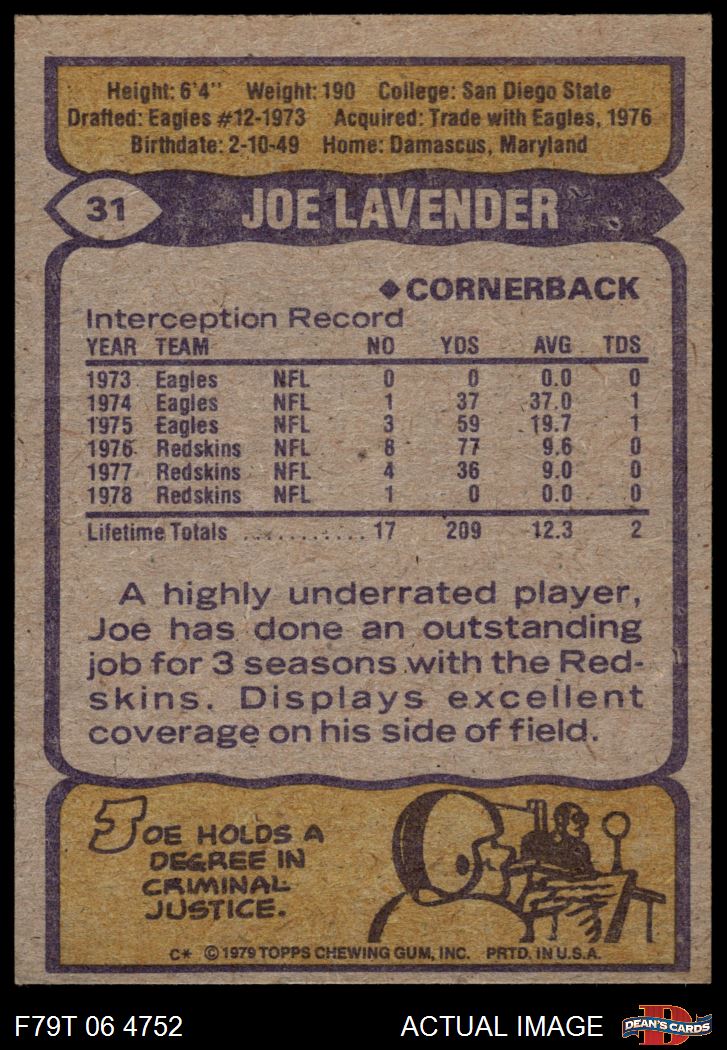 Height: 6'4" Weight: 190 College: San Diego State
Drafted: Eagles #12-1973 Acquired: Trade with Eagles, 1976
Birthdate: 2-10-49 Home: Damascus, Maryland
31 JOE LAVENDER
◆ CORNERBACK
Interception Record
YEAR TEAM NO YDS AVG TDS
1973 Eagles NFL 0 0 0.0 0
1974 Eagles NFL 1 37 37.0 1
1975 Eagles NFL 3 59 19.7 1
1976 Redskins NFL 8 77 9.6 0
1977 Redskins NFL 4 36 9.0 0
1978 Redskins NFL 1 0 0.0 0
Lifetime Totals ............ 17 209 12.3 2
A highly underrated player,
Joe has done an outstanding
job for 3 seasons with the Red-
skins. Displays excellent
coverage on his side of field.
JOE HOLDS A
DEGREE IN
CRIMINAL
JUSTICE.
C* © 1979 TOPPS CHEWING GUM, INC. PRTD. IN U.S.A.
F79T 06 4752 ACTUAL IMAGE D DEAN'S CARDS